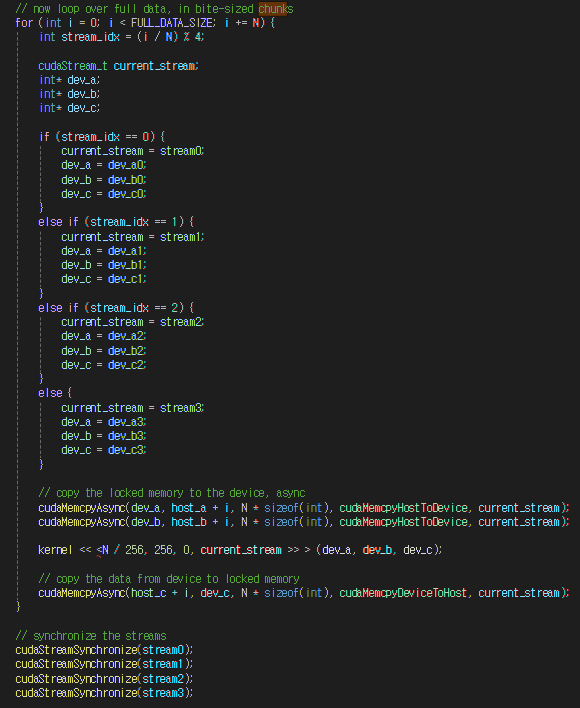 // now loop over full data, in bite-sized chunks
for (int i = 0; i < FULL_DATA_SIZE; i += N) {
    int stream_idx = (i / N) % 4;

    cudaStream_t current_stream;
    int* dev_a;
    int* dev_b;
    int* dev_c;

    if (stream_idx == 0) {
        current_stream = stream0;
        dev_a = dev_a0;
        dev_b = dev_b0;
        dev_c = dev_c0;
    }
    else if (stream_idx == 1) {
        current_stream = stream1;
        dev_a = dev_a1;
        dev_b = dev_b1;
        dev_c = dev_c1;
    }
    else if (stream_idx == 2) {
        current_stream = stream2;
        dev_a = dev_a2;
        dev_b = dev_b2;
        dev_c = dev_c2;
    }
    else {
        current_stream = stream3;
        dev_a = dev_a3;
        dev_b = dev_b3;
        dev_c = dev_c3;
    }

    // copy the locked memory to the device, async
    cudaMemcpyAsync(dev_a, host_a + i, N * sizeof(int), cudaMemcpyHostToDevice, current_stream);
    cudaMemcpyAsync(dev_b, host_b + i, N * sizeof(int), cudaMemcpyHostToDevice, current_stream);

    kernel << <N / 256, 256, 0, current_stream >> > (dev_a, dev_b, dev_c);

    // copy the data from device to locked memory
    cudaMemcpyAsync(host_c + i, dev_c, N * sizeof(int), cudaMemcpyDeviceToHost, current_stream);
}

// synchronize the streams
cudaStreamSynchronize(stream0);
cudaStreamSynchronize(stream1);
cudaStreamSynchronize(stream2);
cudaStreamSynchronize(stream3);